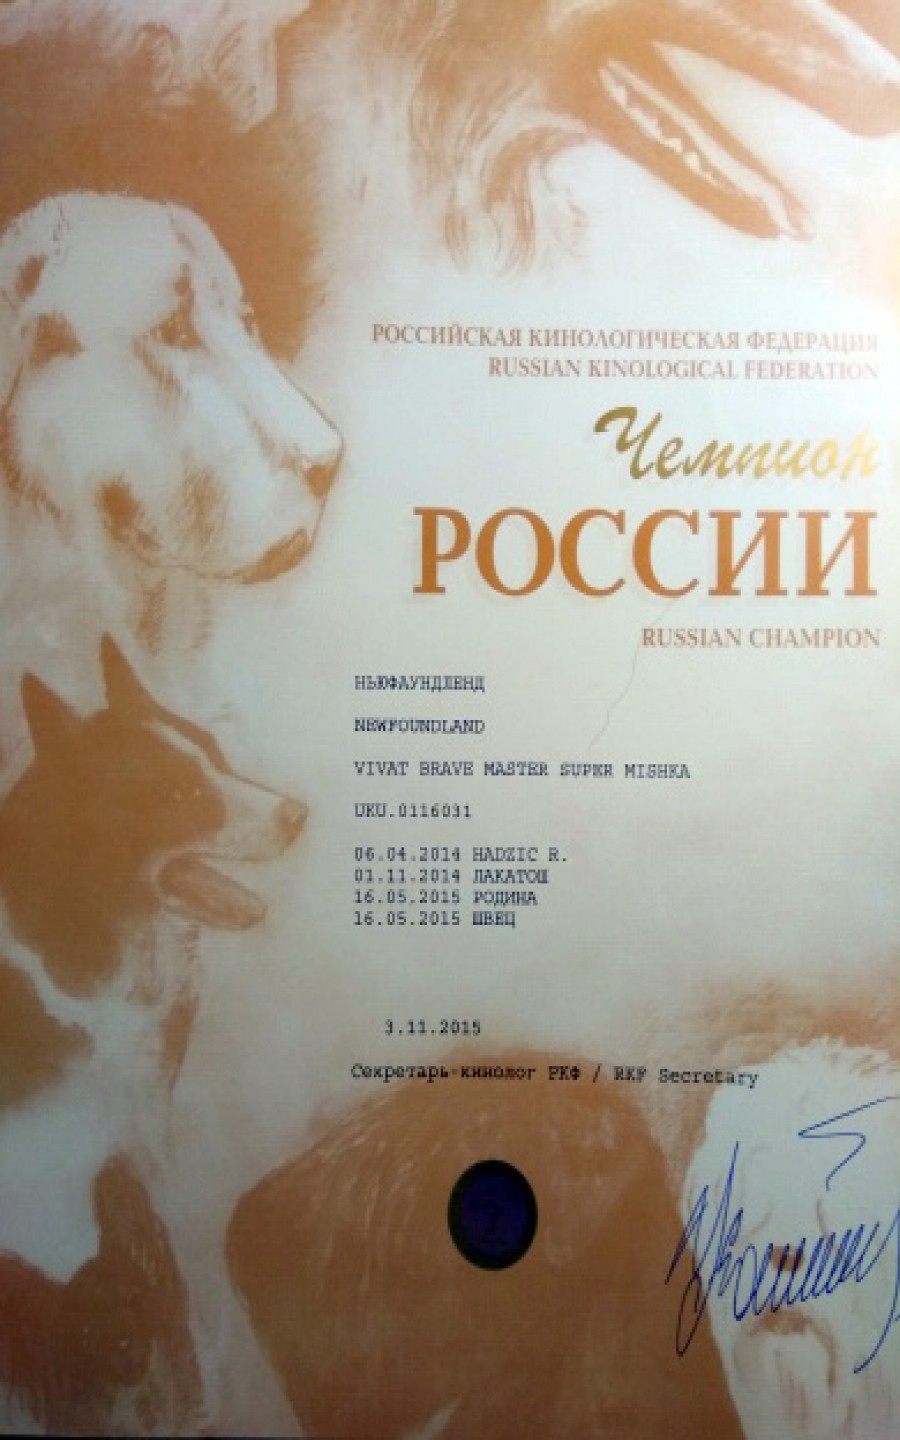 РОССИЙСКАЯ КИНОЛОГИЧЕСКАЯ ФЕДЕРАЦИЯ
RUSSIAN KINOLOGICAL FEDERATION
Чемпион
РОССИИ
RUSSIAN CHAMPION
НЬЮФАУНДЛЕНД
NEWFOUNDLAND
VIVAT BRAVE MASTER SUPER MISHKA
UKU.0116031
06.04.2014 HADZIC R.
01.11.2014 ЛАКАТОШ
16.05.2015 РОДИНА
16.05.2015 ШВЕЦ
3.11.2015
Секретарь-кинолог РКФ / RKF Secretary